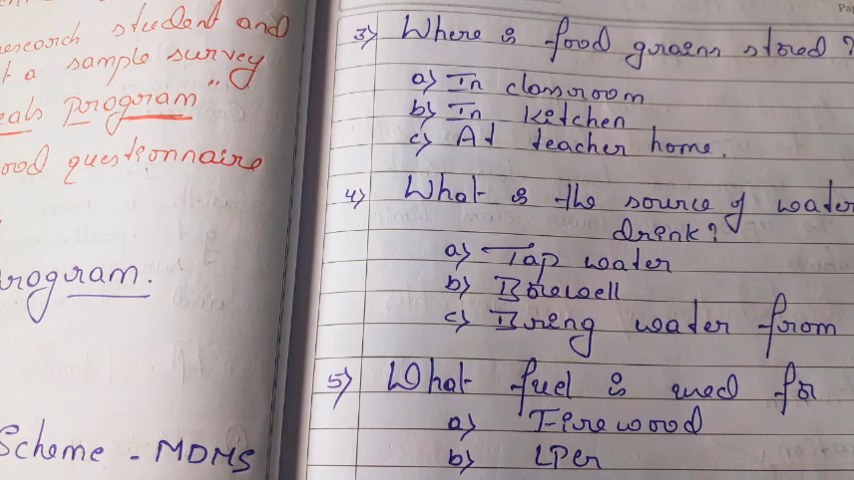 research student and
a sample survey
eals program"
ood questionnaire
rogram.
Scheme - MDMS
3) Where is food grains stored?
a) In classroom
b) In Kitchen
c) At teacher home.
4) What is the source of water
drink?
a) Tap water
b) Borewell
c) Bring water from
5) What fuel is used for
a) Firewood
b) LPG